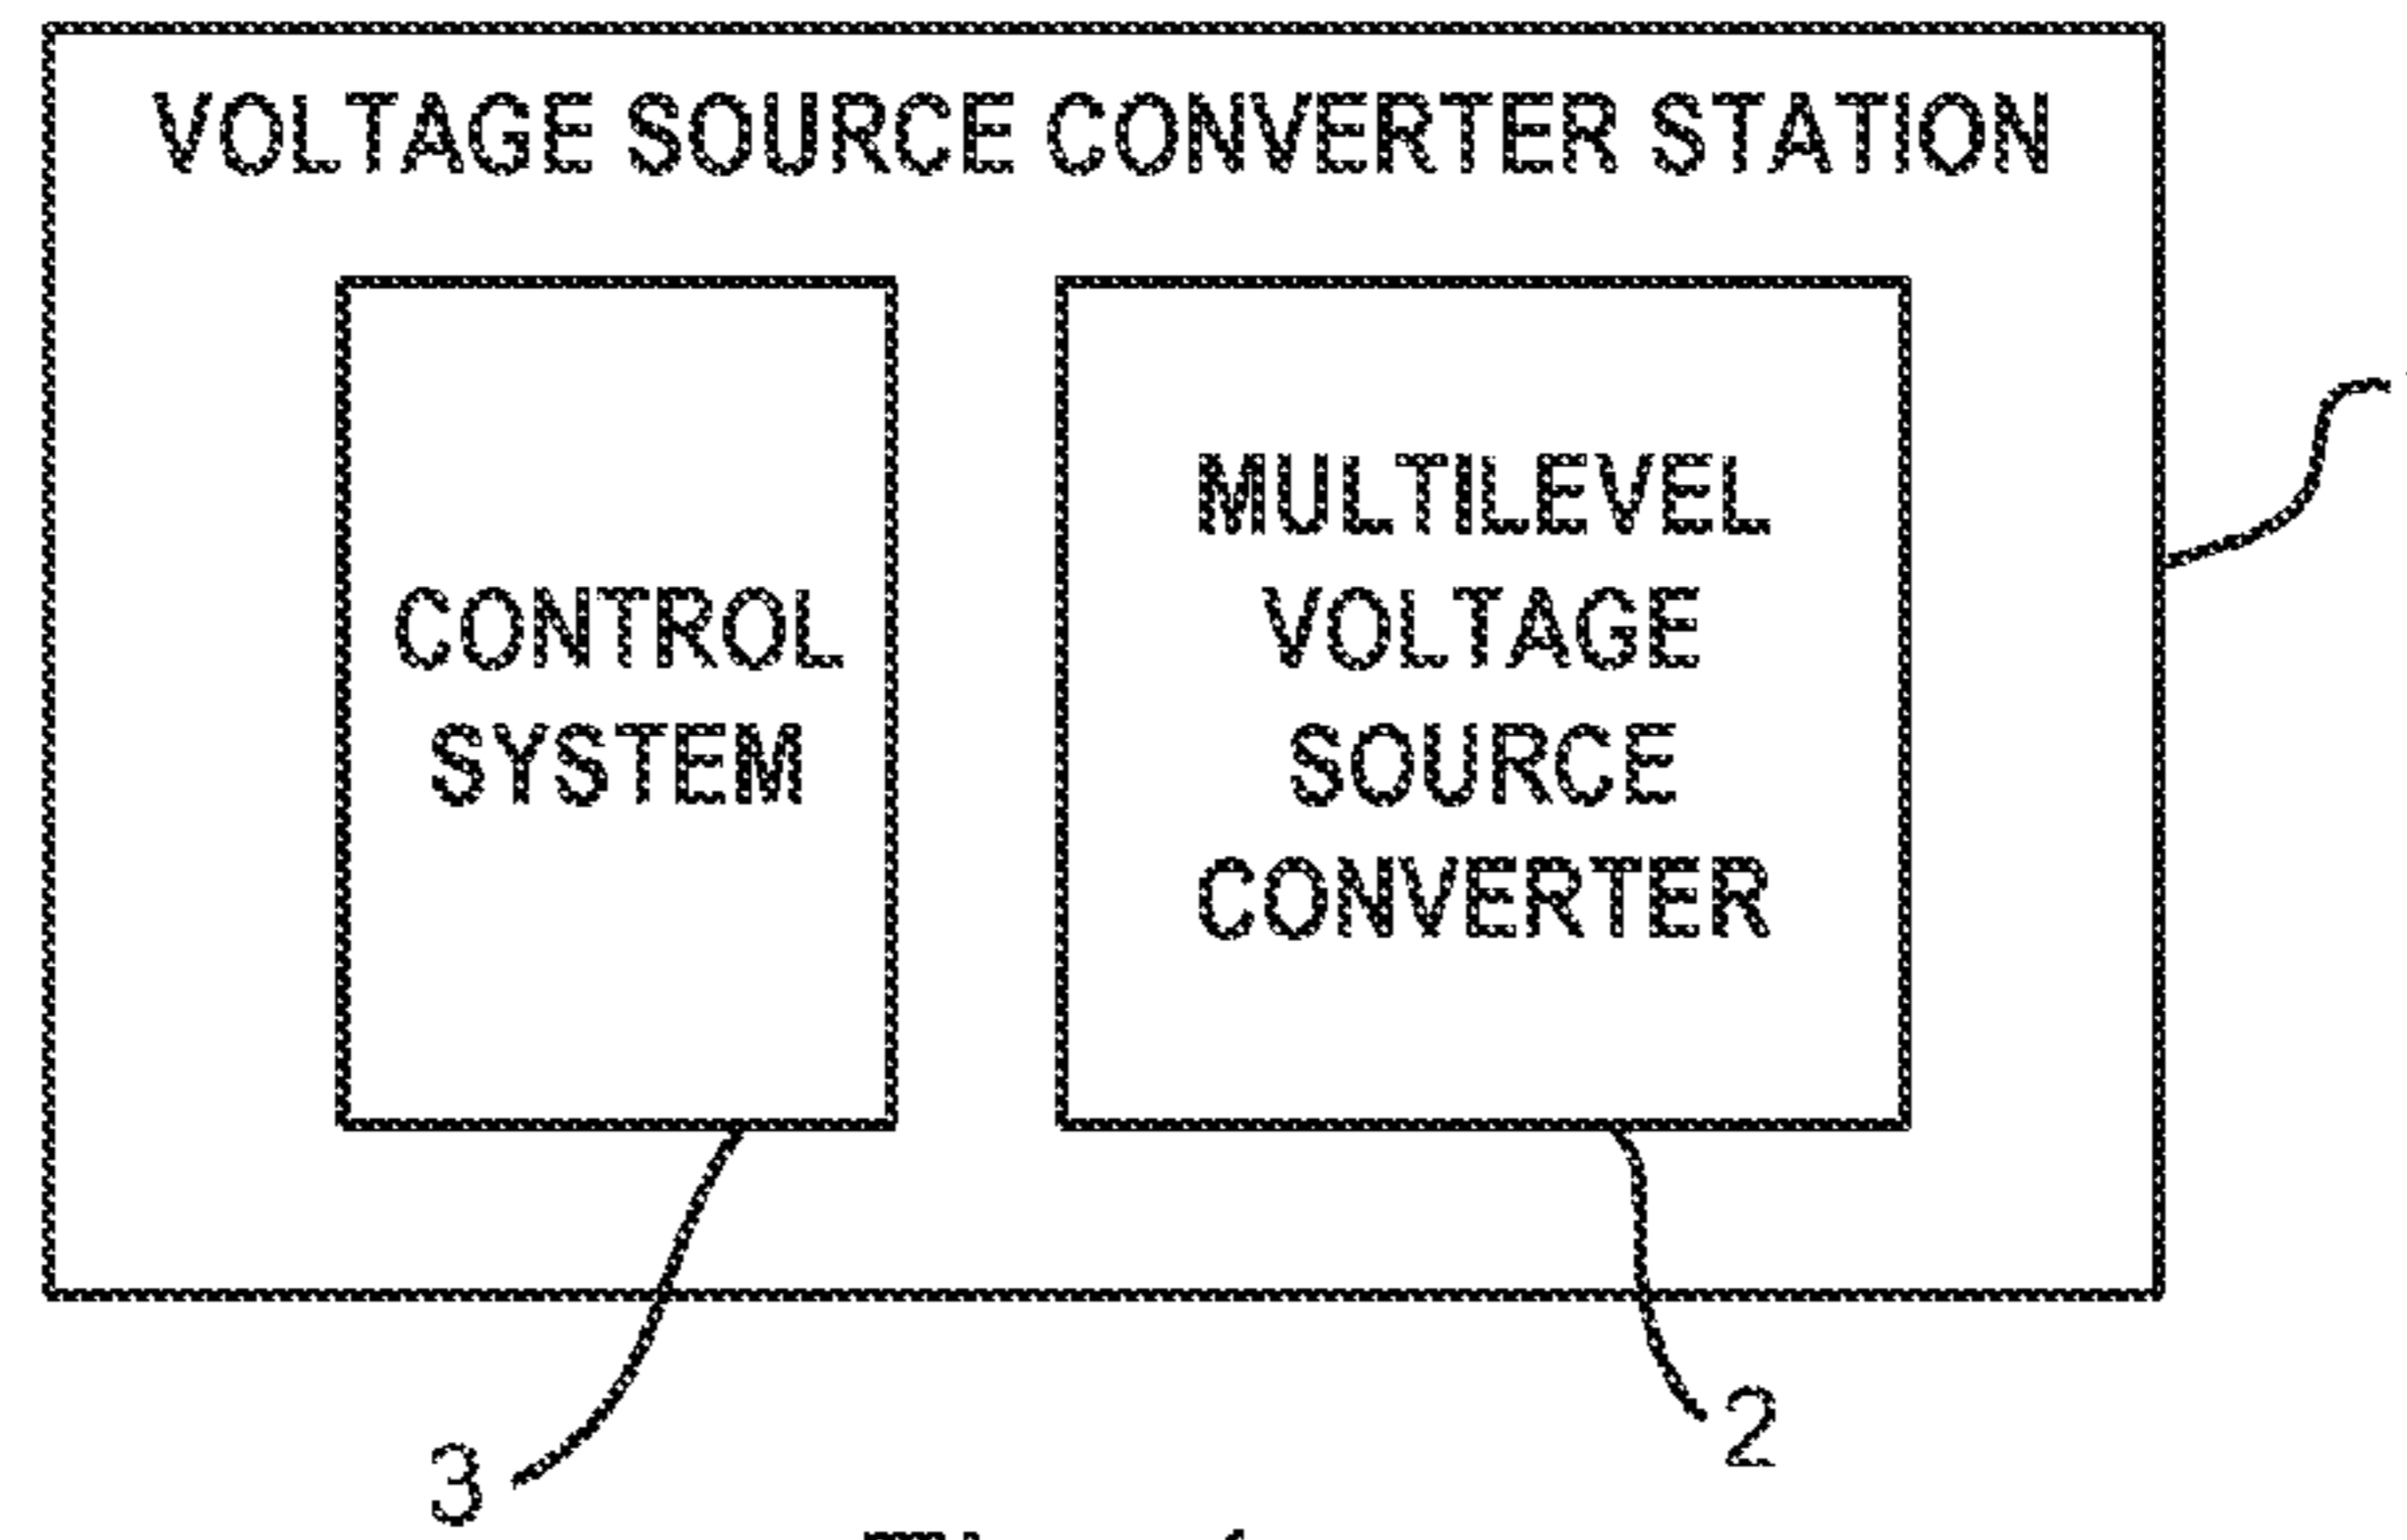 VOLTAGE SOURCE CONVERTER STATION
CONTROL
SYSTEM
MULTILEVEL
VOLTAGE
SOURCE
CONVERTER
2
3